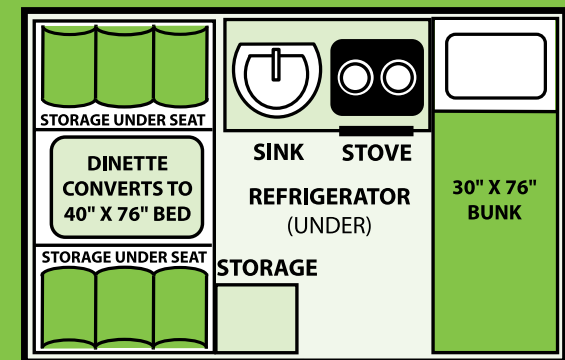 STORAGE UNDER SEAT
DINETTE
CONVERTS TO
40" X 76" BED
STORAGE UNDER SEAT
SINK
STOVE
REFRIGERATOR
(UNDER)
STORAGE
30" X 76"
BUNK